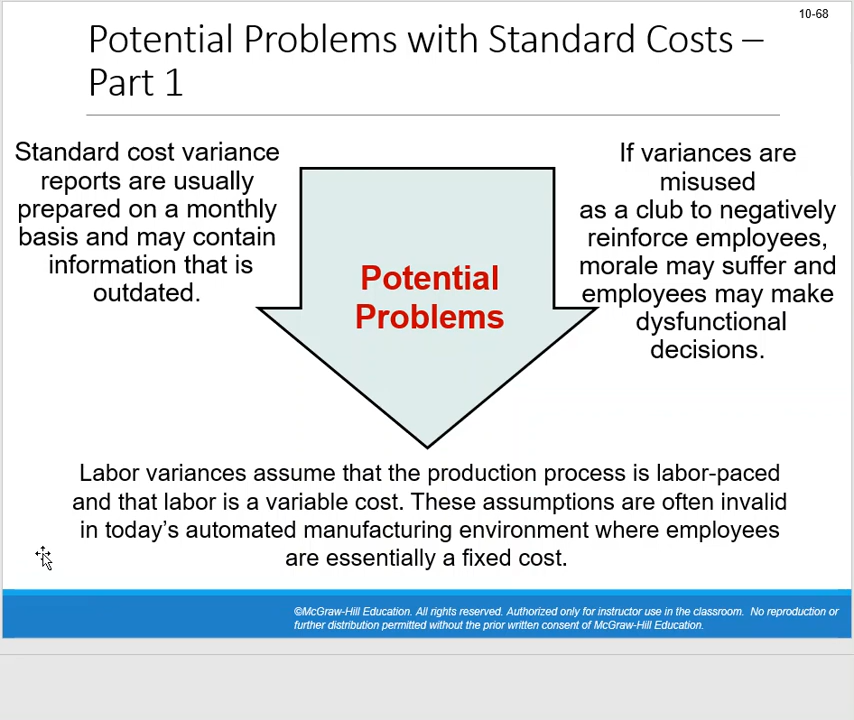 10-68
Potential Problems with Standard Costs –
Part 1
Standard cost variance
reports are usually
prepared on a monthly
basis and may contain
information that is
outdated.
Potential
Problems
If variances are
misused
as a club to negatively
reinforce employees,
morale may suffer and
employees may make
dysfunctional
decisions.
Labor variances assume that the production process is labor-paced
and that labor is a variable cost. These assumptions are often invalid
in today’s automated manufacturing environment where employees
are essentially a fixed cost.
©McGraw-Hill Education. All rights reserved. Authorized only for instructor use in the classroom. No reproduction or
further distribution permitted without the prior written consent of McGraw-Hill Education.